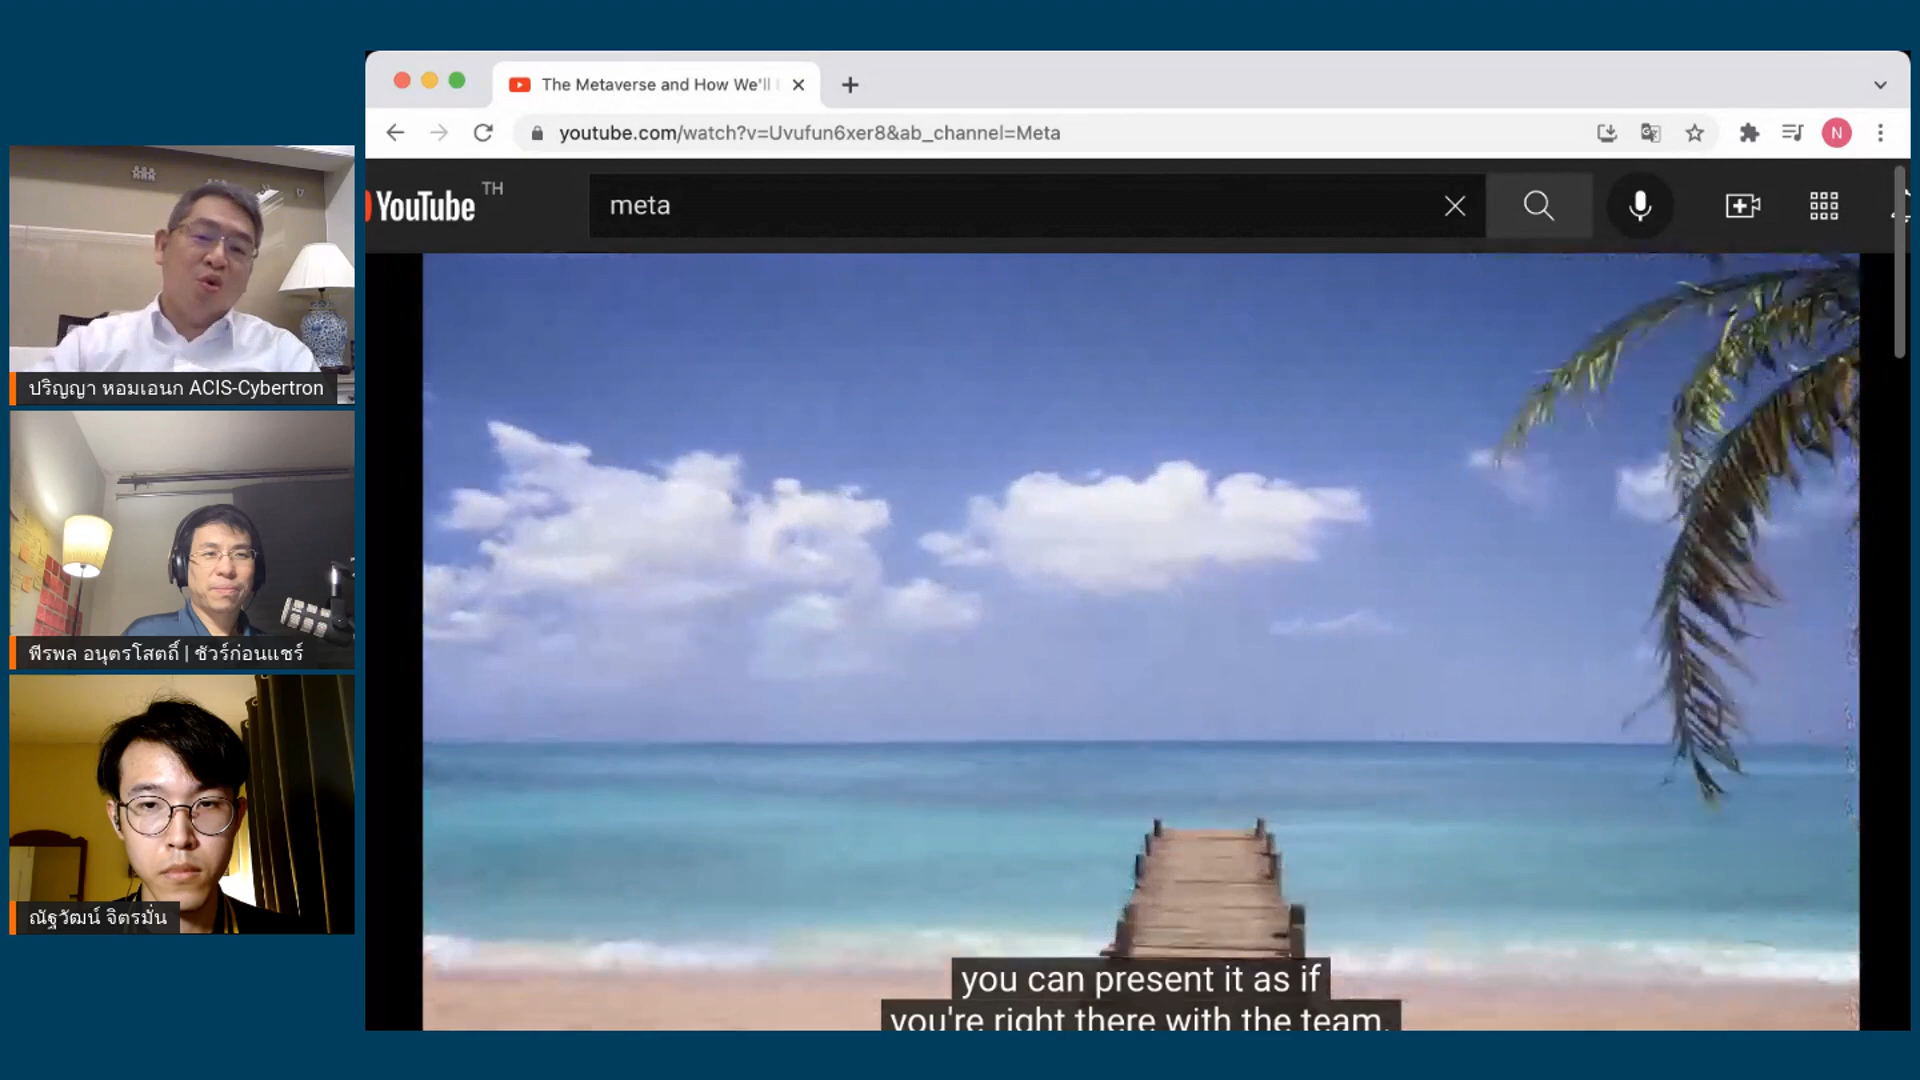 The Metaverse and How We'll
youtube.com/watch?v=Uvufun6xer8&ab_channel=Meta
N
YouTube TH
meta
ปริญญา หอมเอนก ACIS-Cybertron
พีรพล อนุตรโสตถิ์ | ชัวร์ก่อนแชร์
ณัฐวัฒน์ จิตรมั่น
you can present it as if
you're right there with the team.